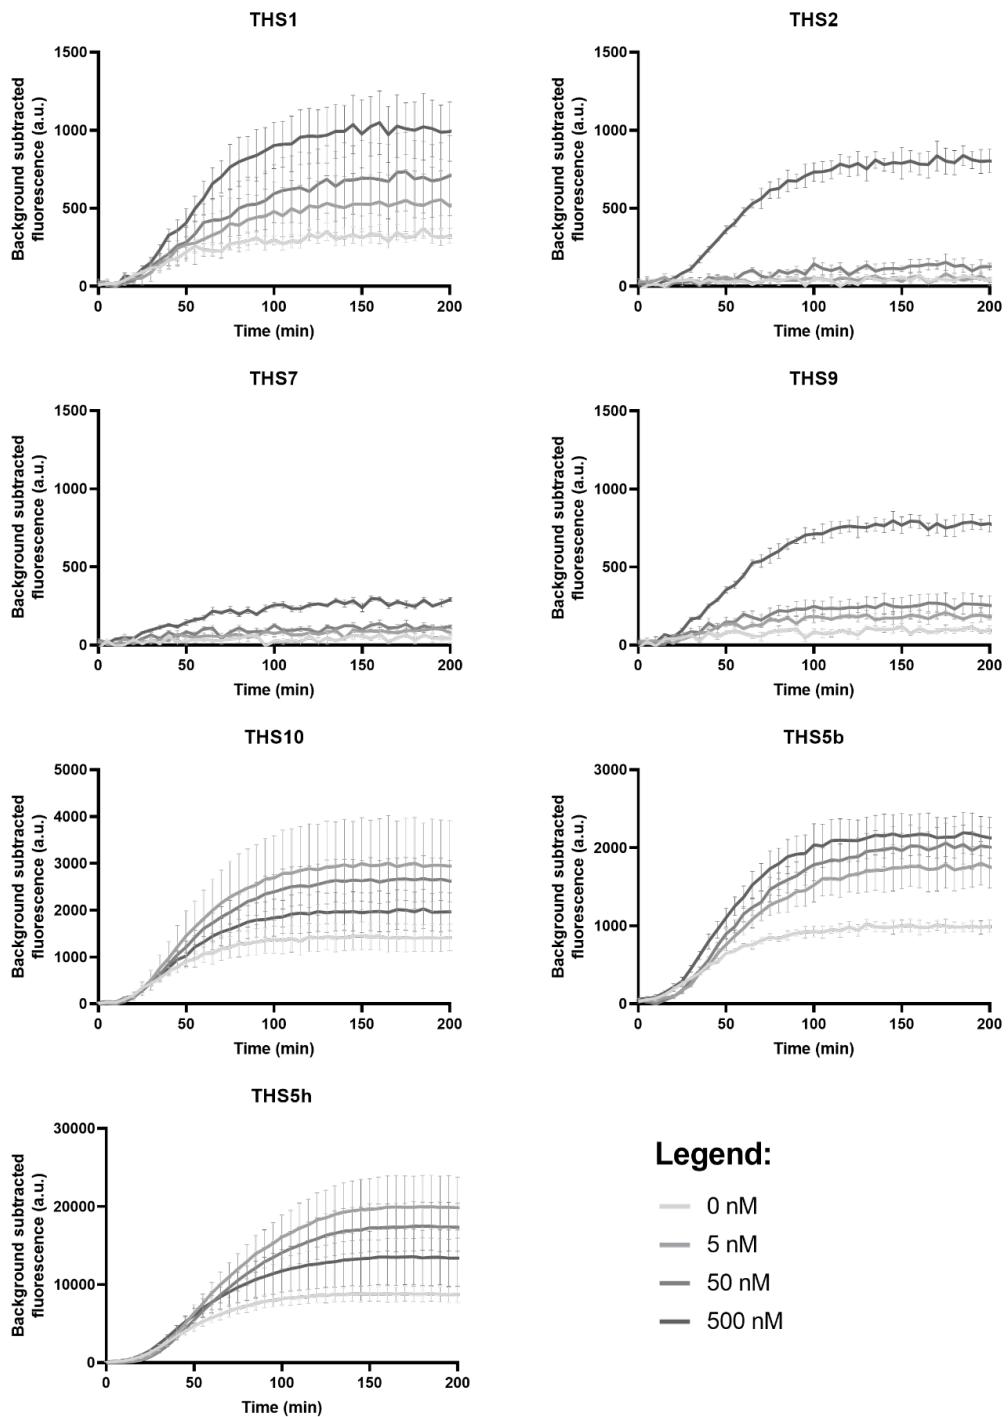 THS1
Background subtracted
fluorescence (a.u.)
1500
1000
500
0
0 50 100 150 200
Time (min)
THS2
Background subtracted
fluorescence (a.u.)
1500
1000
500
0
0 50 100 150 200
Time (min)
THS7
Background subtracted
fluorescence (a.u.)
1500
1000
500
0
0 50 100 150 200
Time (min)
THS9
Background subtracted
fluorescence (a.u.)
1500
1000
500
0
0 50 100 150 200
Time (min)
THS10
Background subtracted
fluorescence (a.u.)
5000
4000
3000
2000
1000
0
0 50 100 150 200
Time (min)
THS5b
Background subtracted
fluorescence (a.u.)
3000
2000
1000
0
0 50 100 150 200
Time (min)
THS5h
Background subtracted
fluorescence (a.u.)
30000
20000
10000
0
0 50 100 150 200
Time (min)
Legend:
0 nM
5 nM
50 nM
500 nM